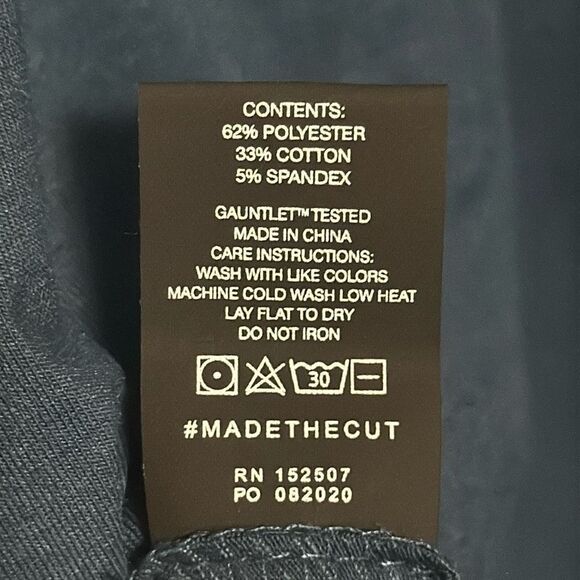 CONTENTS:
62% POLYESTER
33% COTTON
5% SPANDEX
GAUNTLET™ TESTED
MADE IN CHINA
CARE INSTRUCTIONS:
WASH WITH LIKE COLORS
MACHINE COLD WASH LOW HEAT
LAY FLAT TO DRY
DO NOT IRON
30
#MADETHECUT
RN 152507
PO 082020